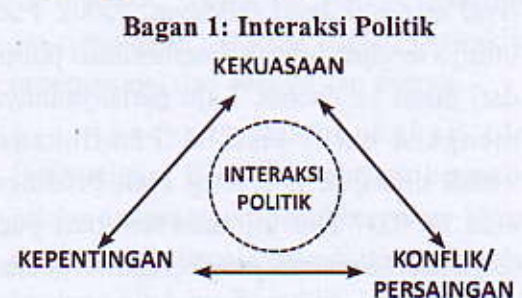 Bagan 1: Interaksi Politik
KEKUASAAN
INTERAKSI
POLITIK
KEPENTINGAN
KONFLIK/
PERSAINGAN